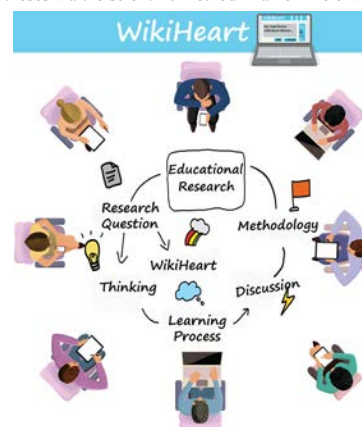 WikiHeart
Educational
Research
Research
Question
Methodology
WikiHeart
Thinking
Discussion
Learning
Process